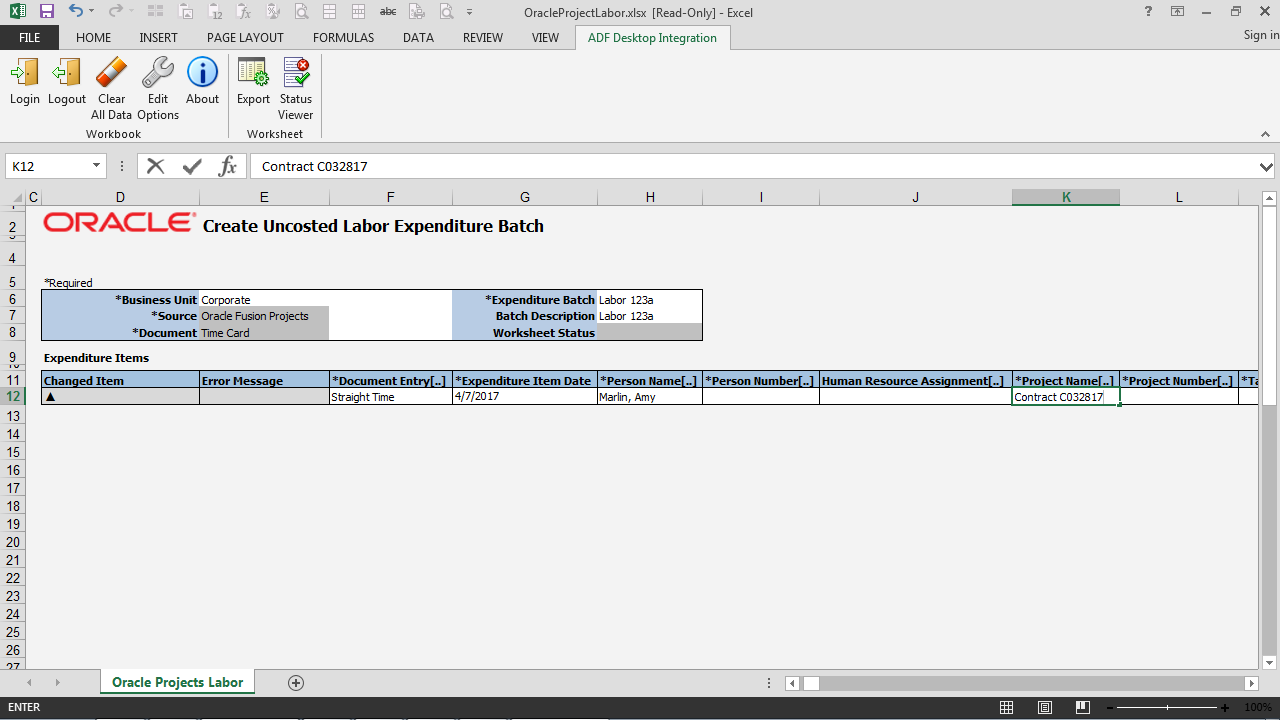 OracleProjectLabor.xlsx [Read-Only] - Excel
FILE HOME INSERT PAGE LAYOUT FORMULAS DATA REVIEW VIEW ADF Desktop Integration Sign in
Login Logout Clear All Data Edit Options About Export Status Viewer
Workbook Worksheet
K12 fx Contract C032817
C D E F G H I J K L
2 ORACLE Create Uncosted Labor Expenditure Batch
4
5 *Required
6 *Business Unit Corporate *Expenditure Batch Labor 123a
7 *Source Oracle Fusion Projects Batch Description Labor 123a
8 *Document Time Card Worksheet Status
9 Expenditure Items
11 Changed Item Error Message *Document Entry[..] *Expenditure Item Date *Person Name[..] *Person Number[..] Human Resource Assignment[..] *Project Name[..] *Project Number[..]
12 ▲ Straight Time 4/7/2017 Marlin, Amy Contract C032817
13
14
15
16
17
18
19
20
21
22
23
24
25
26
27
Oracle Projects Labor
ENTER 100%